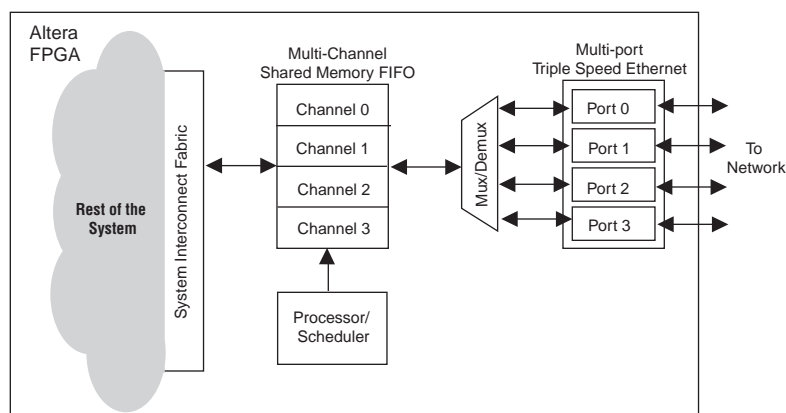 Altera
FPGA
Multi-Channel
Shared Memory FIFO
Multi-port
Triple Speed Ethernet
Rest of the
System
System Interconnect Fabric
Channel 0
Channel 1
Channel 2
Channel 3
Mux/Demux
Port 0
Port 1
Port 2
Port 3
To
Network
Processor/
Scheduler